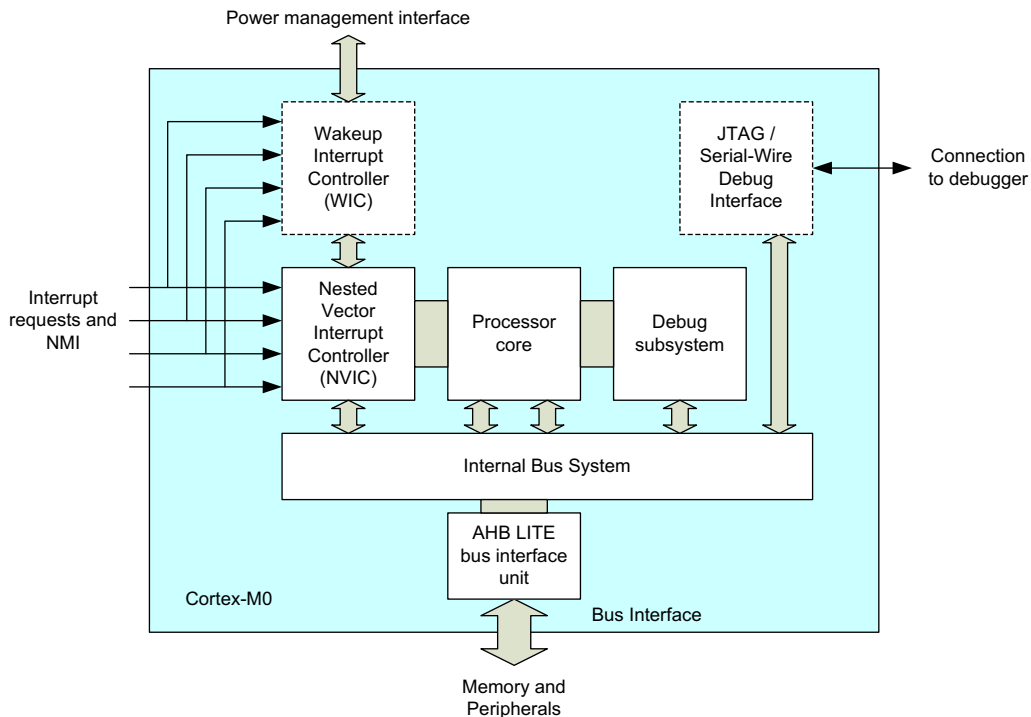 Power management interface
Wakeup
Interrupt
Controller
(WIC)
JTAG /
Serial-Wire
Debug
Interface
Connection
to debugger
Interrupt
requests and
NMI
Nested
Vector
Interrupt
Controller
(NVIC)
Processor
core
Debug
subsystem
Internal Bus System
AHB LITE
bus interface
unit
Cortex-M0
Bus Interface
Memory and
Peripherals